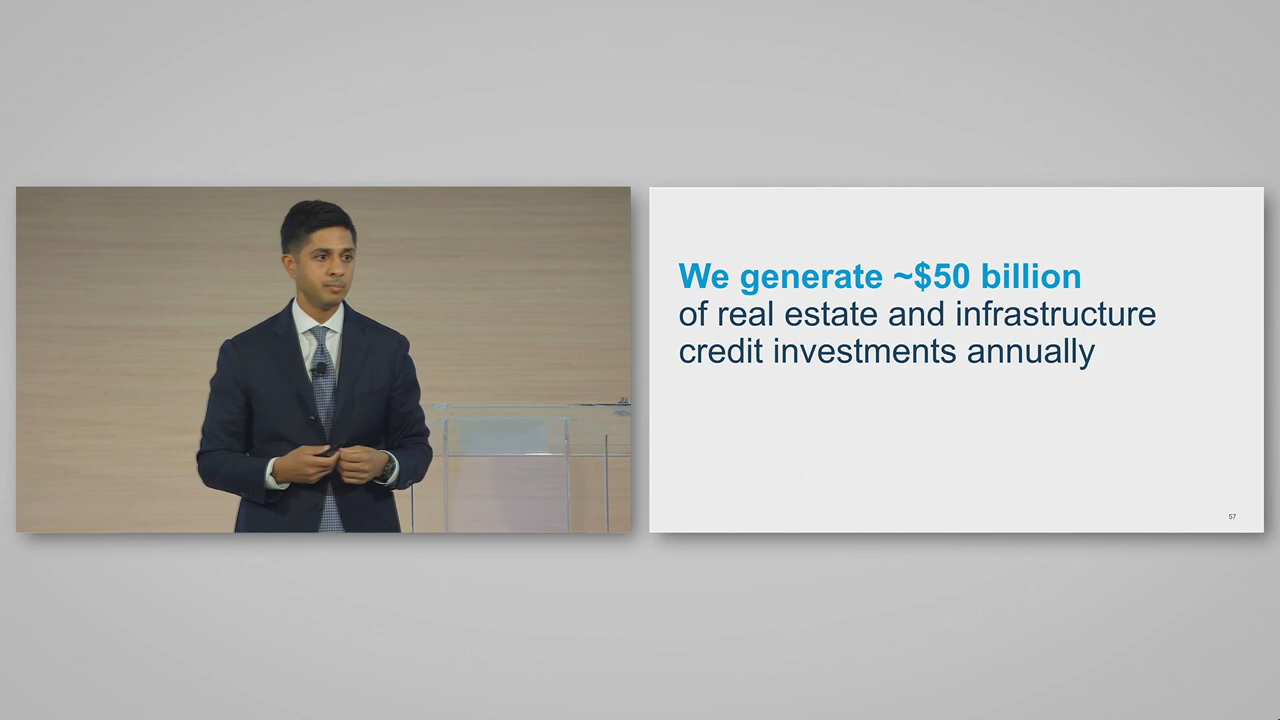 We generate ~$50 billion
of real estate and infrastructure
credit investments annually
57